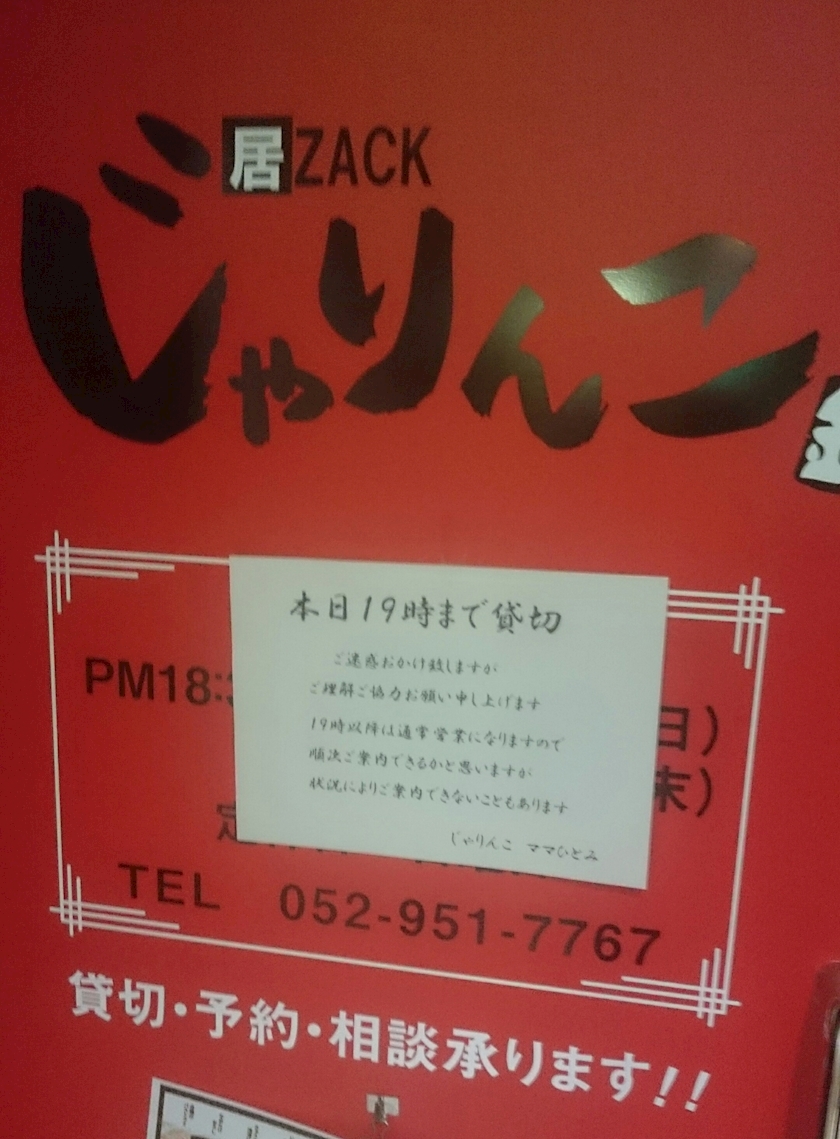 居ZACK
じゃりんこ
本日19時まで貸切
ご迷惑おかけ致しますが
ご理解ご協力お願い申し上げます
19時以降は通常営業になりますので
順次ご案内できるかと思いますが
状況によりご案内できないこともあります
じゃりんこ ママひとみ
PM18:
日)
末)
定
TEL 052-951-7767
貸切・予約・相談承ります!!